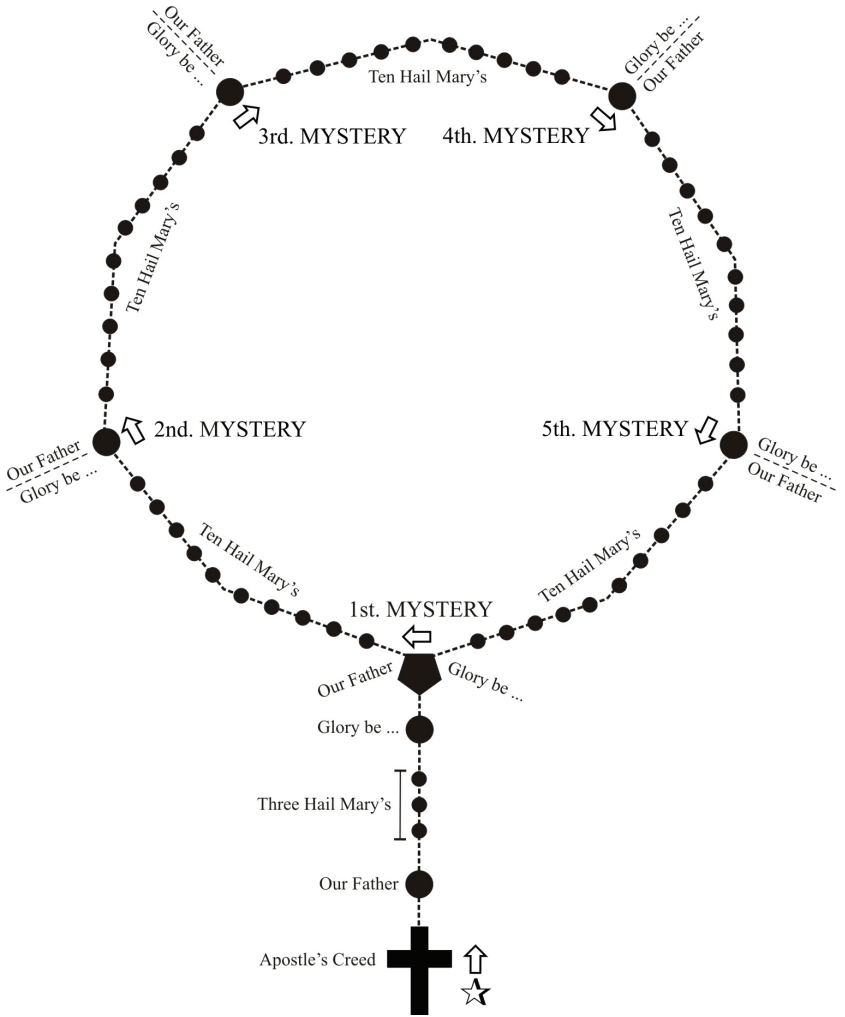 Our Father
Glory be ...
Ten Hail Mary's
Glory be ...
Our Father
3rd. MYSTERY
4th. MYSTERY
Ten Hail Mary's
Ten Hail Mary's
2nd. MYSTERY
5th. MYSTERY
Our Father
Glory be ...
Glory be ...
Our Father
Ten Hail Mary's
Ten Hail Mary's
1st. MYSTERY
Our Father
Glory be ...
Glory be ...
Three Hail Mary's
Our Father
Apostle's Creed